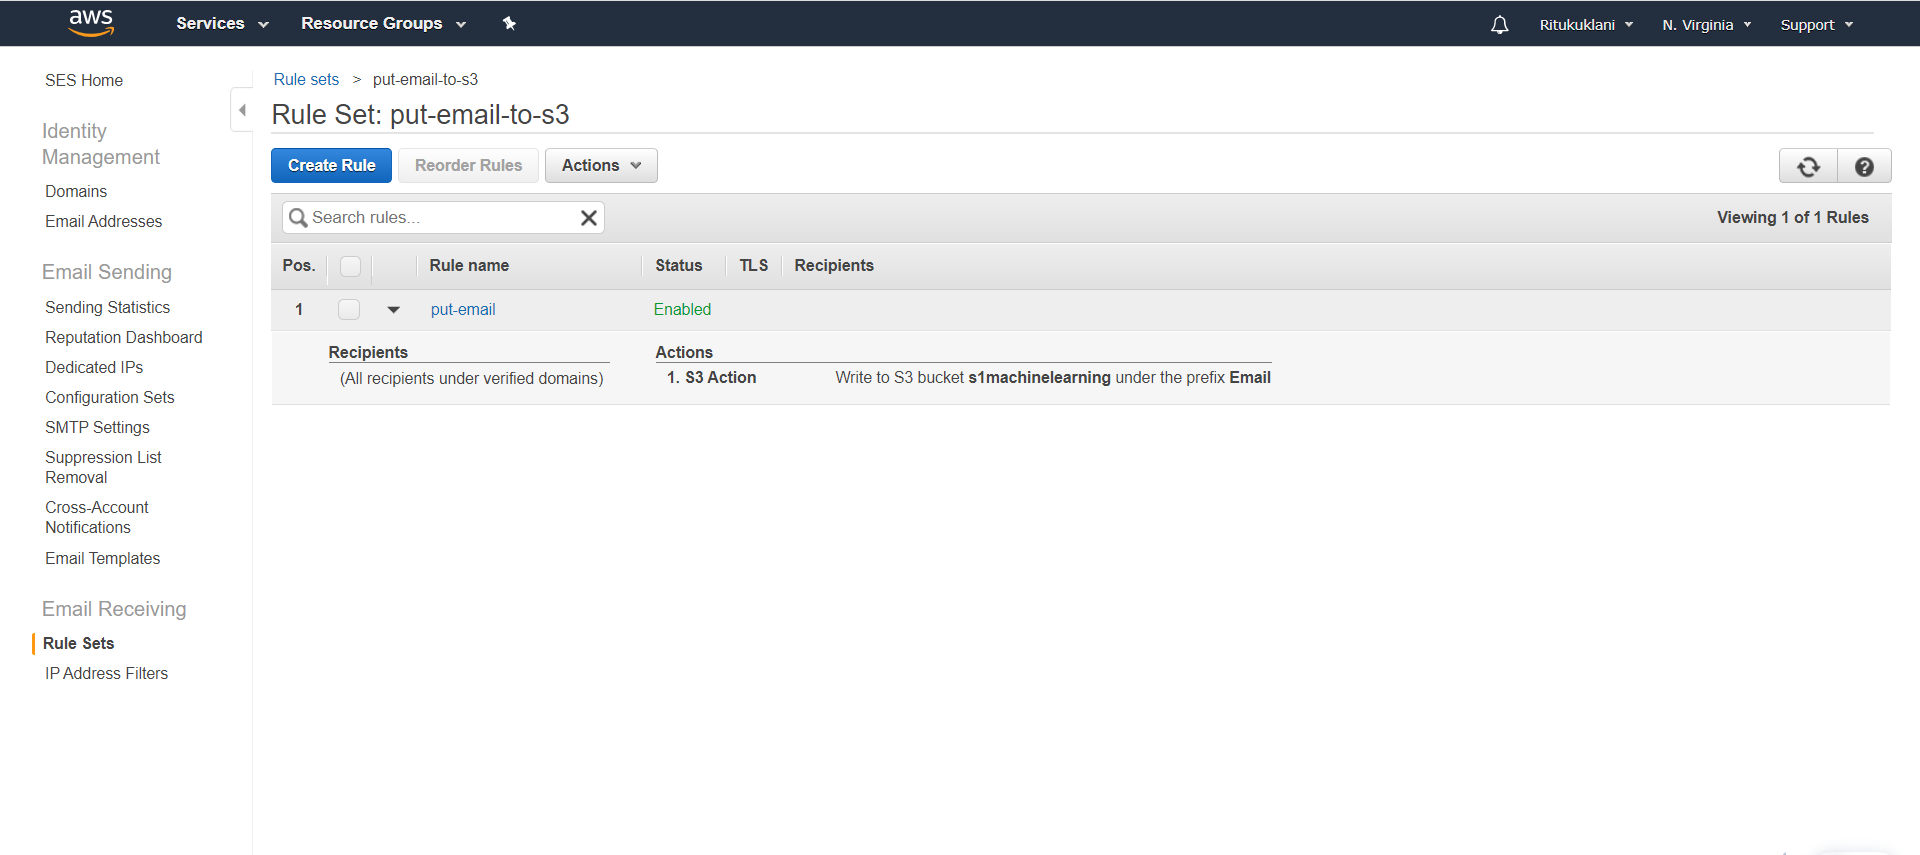 aws Services Resource Groups Ritukuklani N. Virginia Support
SES Home
Identity
Management
Domains
Email Addresses
Email Sending
Sending Statistics
Reputation Dashboard
Dedicated IPs
Configuration Sets
SMTP Settings
Suppression List
Removal
Cross-Account
Notifications
Email Templates
Email Receiving
Rule Sets
IP Address Filters
Rule sets > put-email-to-s3
Rule Set: put-email-to-s3
Create Rule Reorder Rules Actions ?
Search rules... Viewing 1 of 1 Rules
Pos. Rule name Status TLS Recipients
1 put-email Enabled
Recipients Actions
(All recipients under verified domains) 1. S3 Action Write to S3 bucket s1machinelearning under the prefix Email